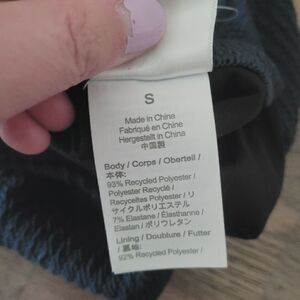 S
Made in China
Fabriqué en Chine
Hergestellt in China
中国製
Body / Corps / Oberteil /
本体:
93% Recycled Polyester /
Polyester Recyclé /
Recyceltes Polyester / リ
サイクルポリエステル
7% Elastane / Élasthanne /
Elastan / ポリウレタン
Lining / Doublure / Futter
/ 裏地:
92% Recycled Polyester /